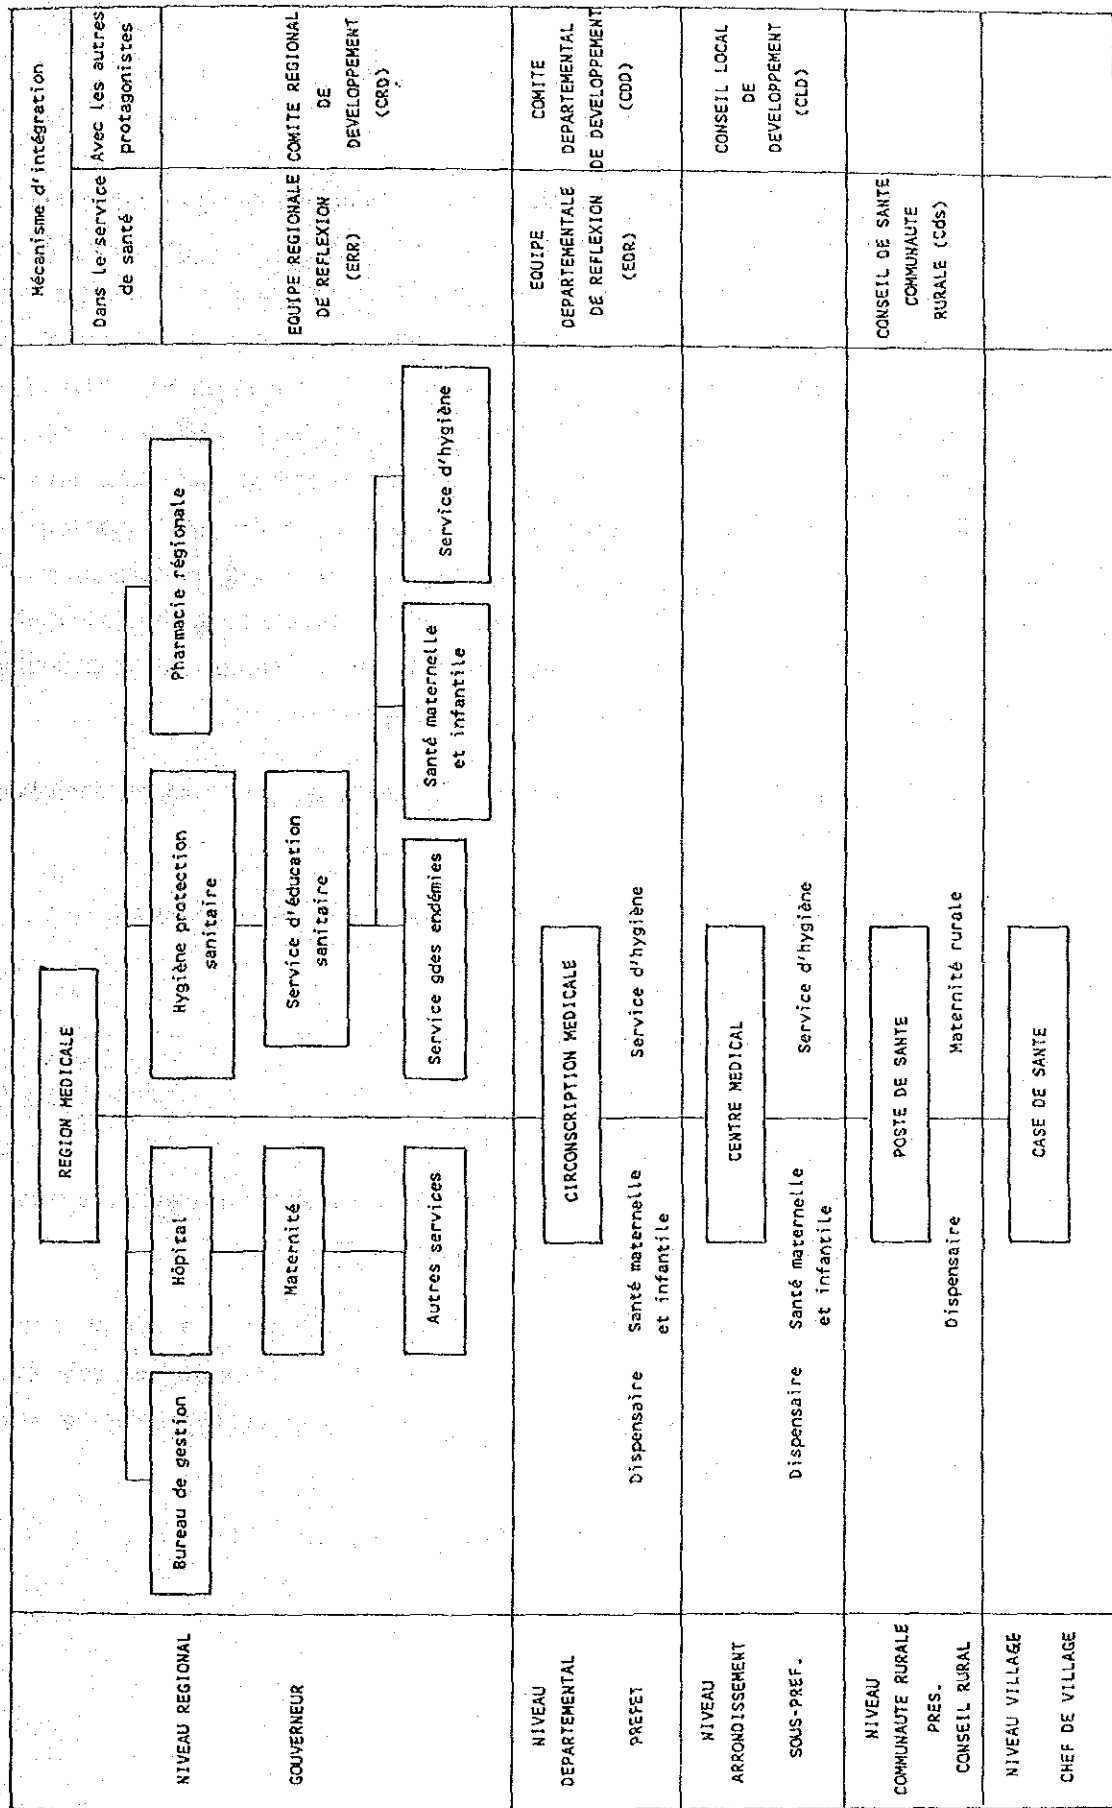 Mécanisme d'intégration
Dans le service
de santé
Avec les autres
protagonistes
NIVEAU REGIONAL
GOUVERNEUR
REGION MEDICALE
Bureau de gestion
Hôpital
Hygiène protection
sanitaire
Pharmacie régionale
Maternité
Service d'éducation
sanitaire
Autres services
Service gdes endémies
Santé maternelle
et infantile
Service d'hygiène
EQUIPE REGIONALE
DE REFLEXION
(ERR)
COMITE REGIONAL
DE
DEVELOPPEMENT
(CRD)
NIVEAU
DEPARTEMENTAL
PREFET
CIRCONSCRIPTION MEDICALE
Dispensaire
Santé maternelle
et infantile
Service d'hygiène
EQUIPE
DEPARTEMENTALE
DE REFLEXION
(EDR)
COMITE
DEPARTEMENTAL
DE DEVELOPPEMENT
(CDD)
NIVEAU
ARRONDISSEMENT
SOUS-PREF.
CENTRE MEDICAL
Dispensaire
Santé maternelle
et infantile
Service d'hygiène
CONSEIL LOCAL
DE
DEVELOPPEMENT
(CLD)
NIVEAU
COMMUNAUTE RURALE
PRES.
CONSEIL RURAL
POSTE DE SANTE
Dispensaire
Maternité rurale
CONSEIL DE SANTE
COMMUNAUTE
RURALE (Cds)
NIVEAU VILLAGE
CHEF DE VILLAGE
CASE DE SANTE